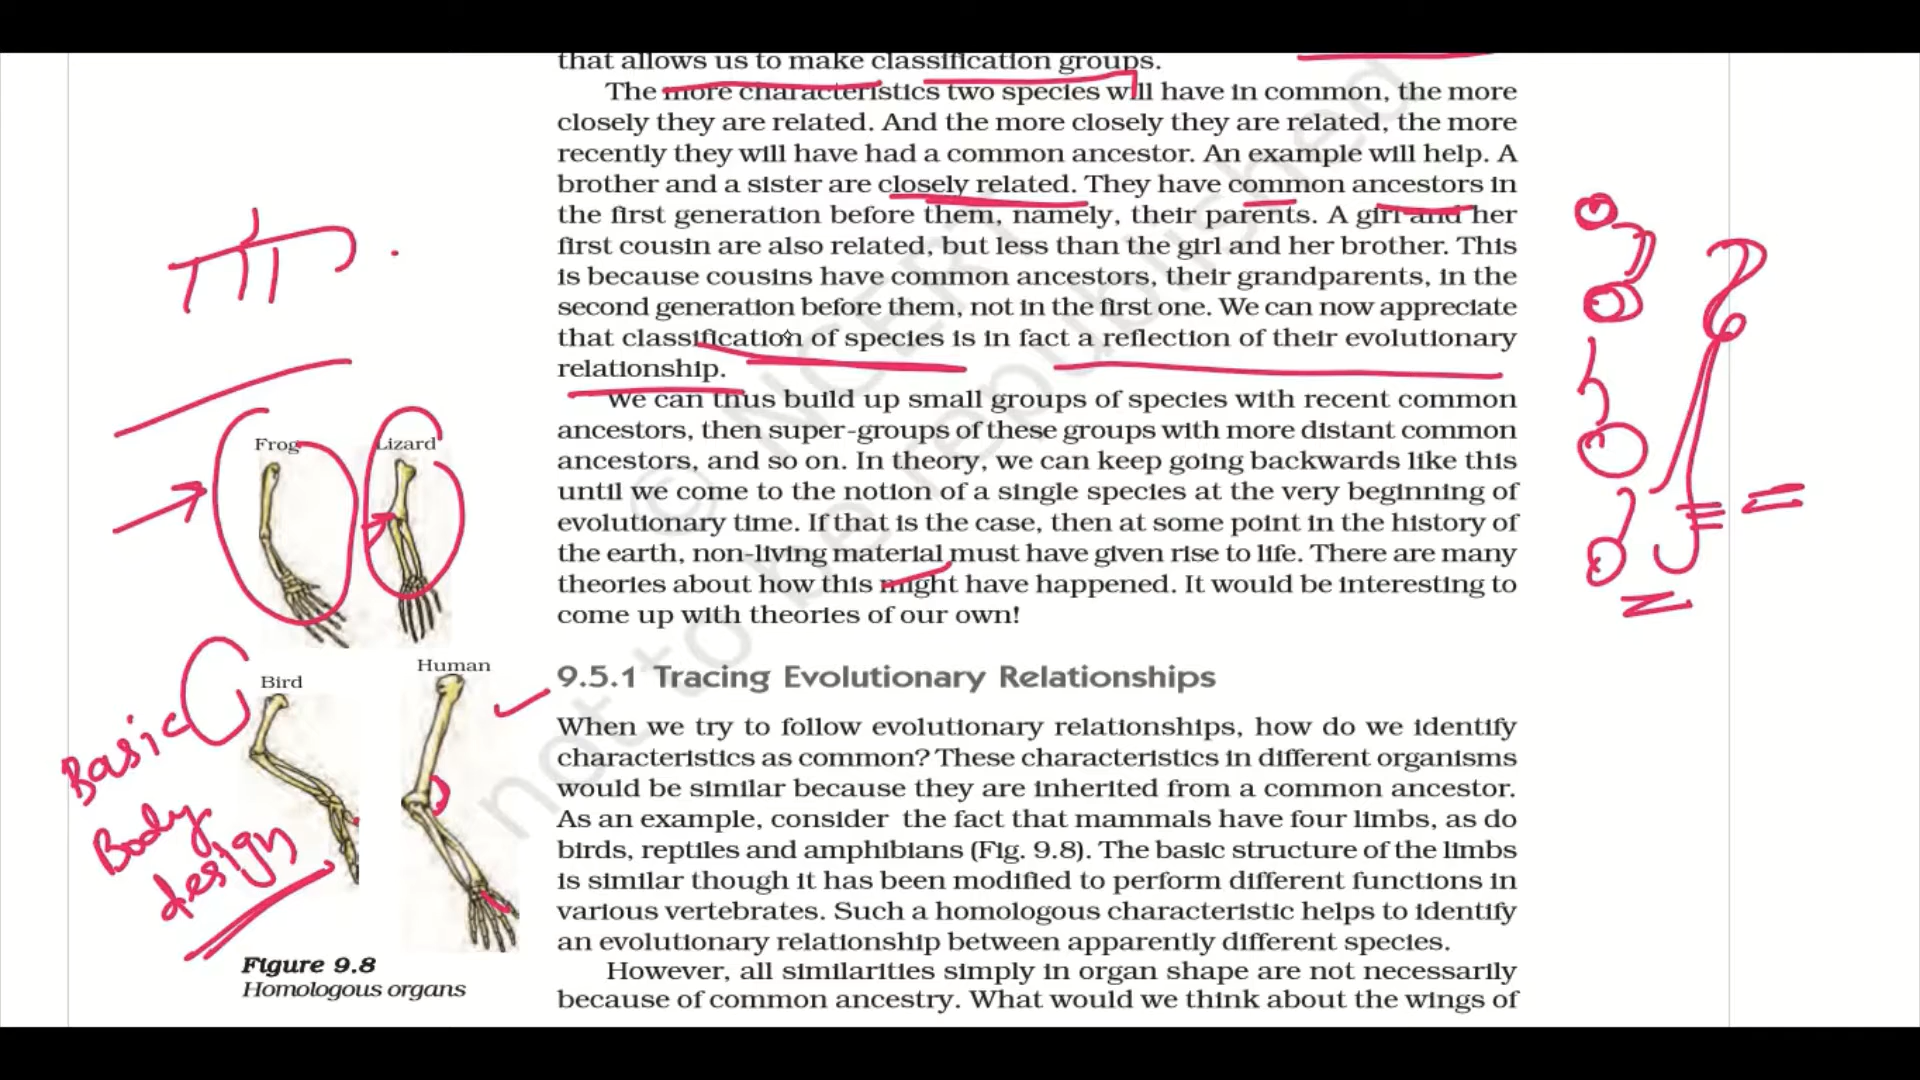 that allows us to make classification groups.
The more characteristics two species will have in common, the more
closely they are related. And the more closely they are related, the more
recently they will have had a common ancestor. An example will help. A
brother and a sister are closely related. They have common ancestors in
the first generation before them, namely, their parents. A girl and her
first cousin are also related, but less than the girl and her brother. This
is because cousins have common ancestors, their grandparents, in the
second generation before them, not in the first one. We can now appreciate
that classification of species is in fact a reflection of their evolutionary
relationship.
We can thus build up small groups of species with recent common
ancestors, then super-groups of these groups with more distant common
ancestors, and so on. In theory, we can keep going backwards like this
until we come to the notion of a single species at the very beginning of
evolutionary time. If that is the case, then at some point in the history of
the earth, non-living material must have given rise to life. There are many
theories about how this might have happened. It would be interesting to
come up with theories of our own!
9.5.1 Tracing Evolutionary Relationships
When we try to follow evolutionary relationships, how do we identify
characteristics as common? These characteristics in different organisms
would be similar because they are inherited from a common ancestor.
As an example, consider the fact that mammals have four limbs, as do
birds, reptiles and amphibians (Fig. 9.8). The basic structure of the limbs
is similar though it has been modified to perform different functions in
various vertebrates. Such a homologous characteristic helps to identify
an evolutionary relationship between apparently different species.
However, all similarities simply in organ shape are not necessarily
because of common ancestry. What would we think about the wings of
Frog
Lizard
Bird
Human
Basic
Body
design
Figure 9.8
Homologous organs
© NCERT
not to be republished